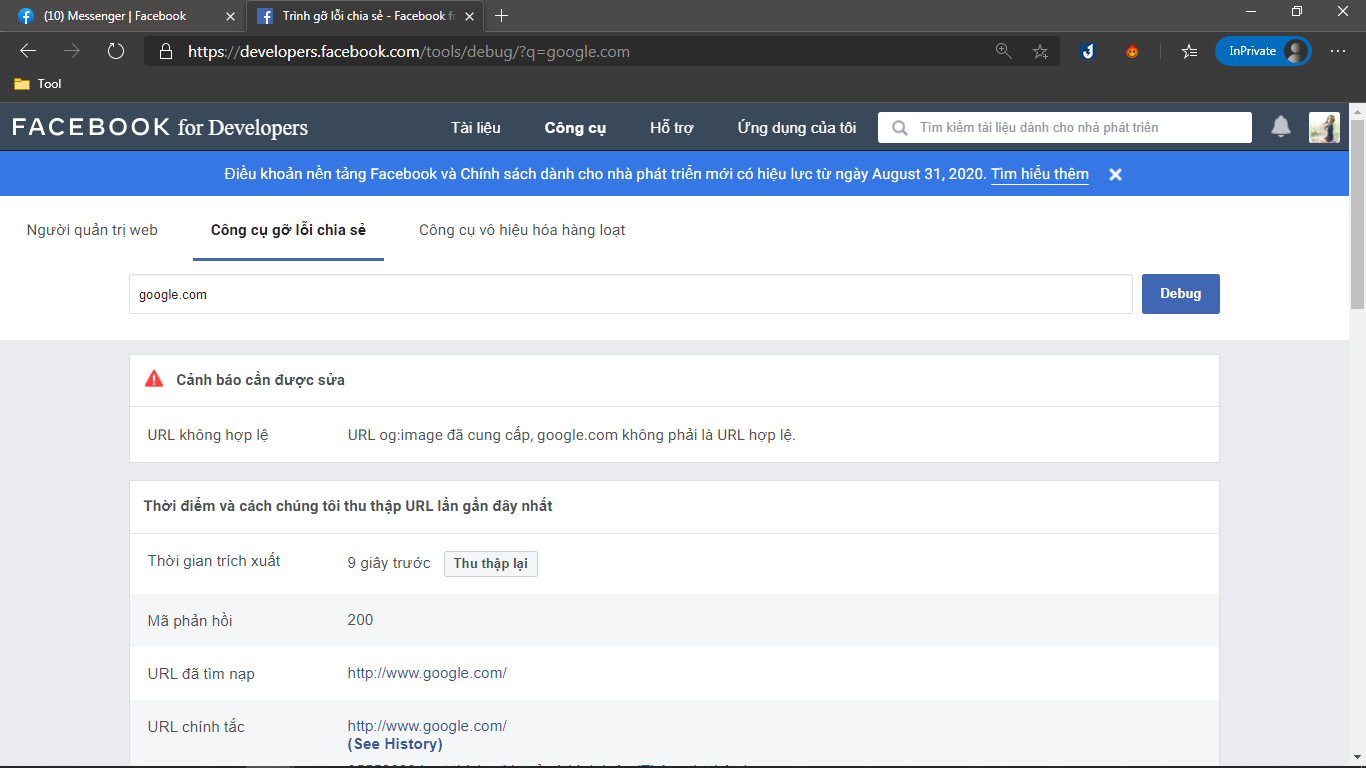 (10) Messenger | Facebook
Trình gỡ lỗi chia sẻ - Facebook fo
https://developers.facebook.com/tools/debug/?q=google.com
InPrivate
Tool
FACEBOOK for Developers
Tài liệu
Công cụ
Hỗ trợ
Ứng dụng của tôi
Tìm kiếm tài liệu dành cho nhà phát triển
Điều khoản nền tảng Facebook và Chính sách dành cho nhà phát triển mới có hiệu lực từ ngày August 31, 2020. Tìm hiểu thêm
Người quản trị web
Công cụ gỡ lỗi chia sẻ
Công cụ vô hiệu hóa hàng loạt
google.com
Debug
Cảnh báo cần được sửa
URL không hợp lệ
URL og:image đã cung cấp, google.com không phải là URL hợp lệ.
Thời điểm và cách chúng tôi thu thập URL lần gần đây nhất
Thời gian trích xuất
9 giây trước
Thu thập lại
Mã phản hồi
200
URL đã tìm nạp
http://www.google.com/
URL chính tắc
http://www.google.com/
(See History)